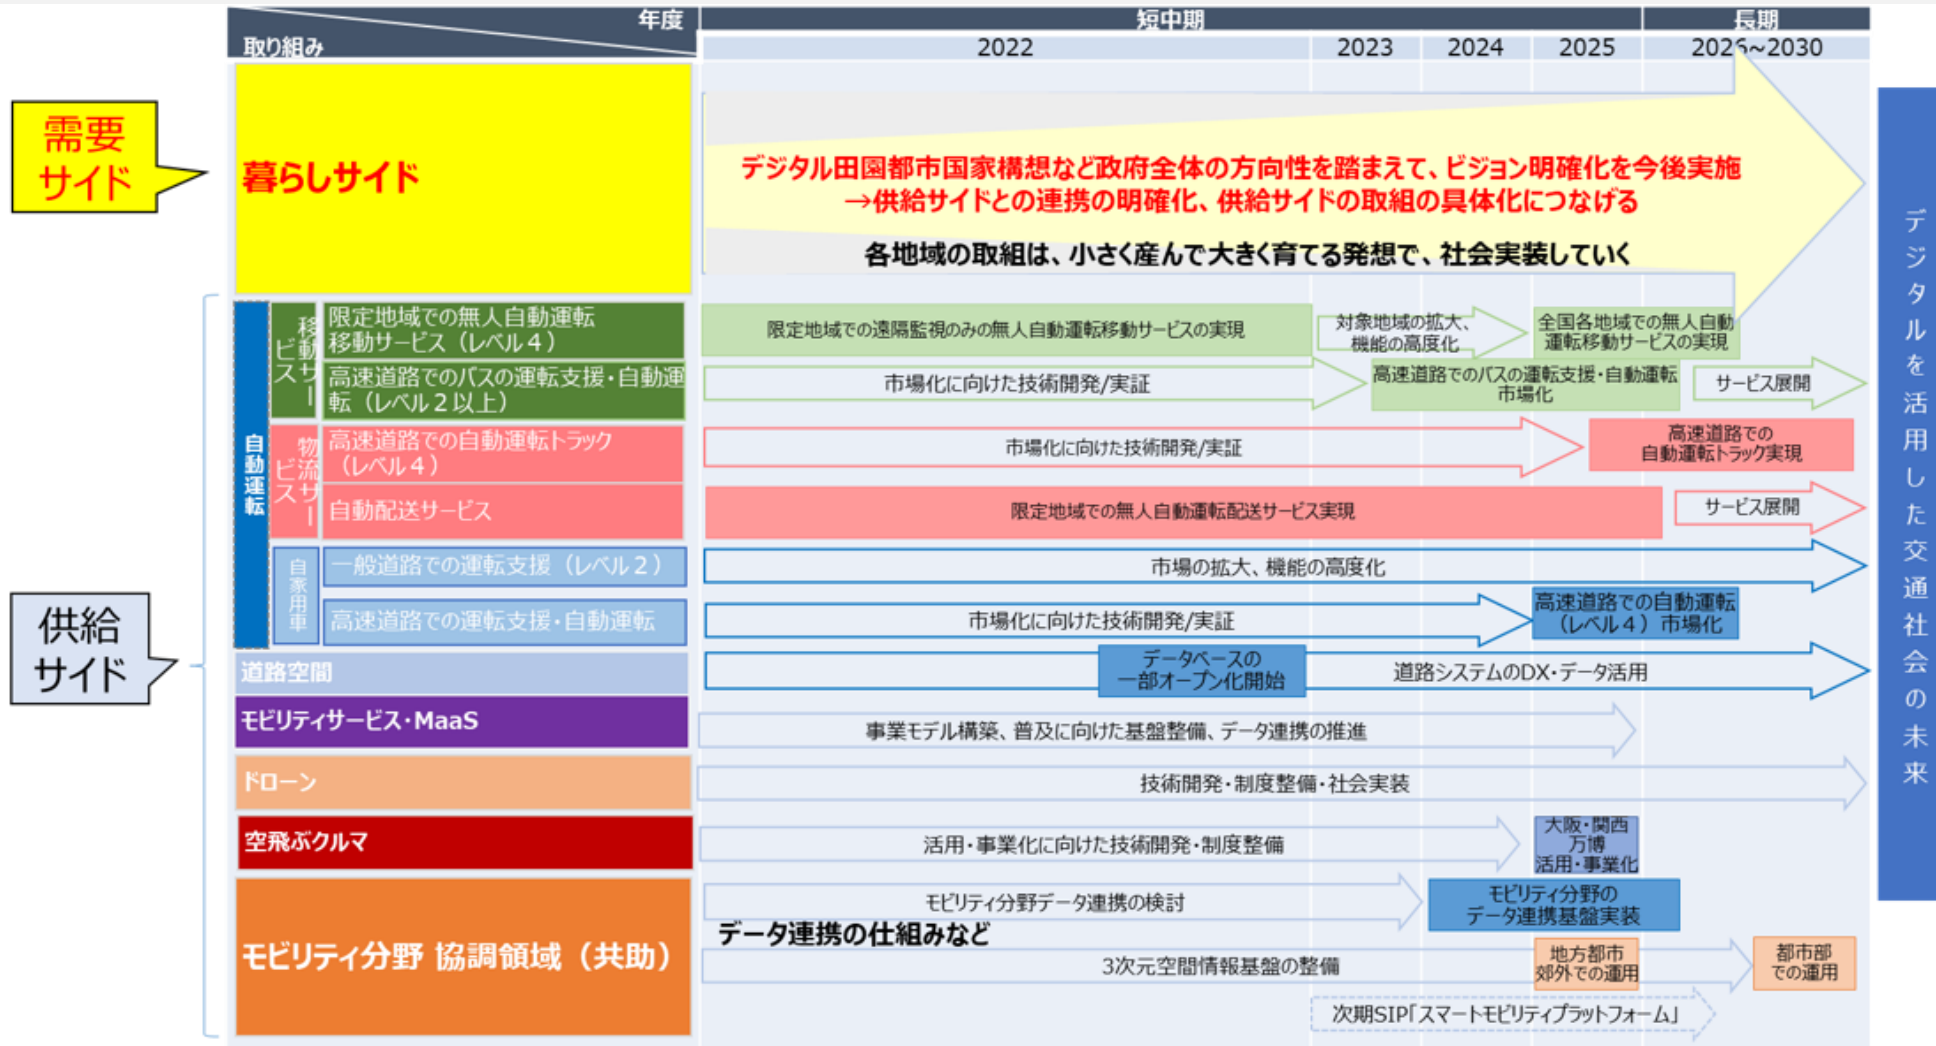 年度
取り組み
短中期
長期
2022
2023
2024
2025
2026~2030
需要
サイド
暮らしサイド
デジタル田園都市国家構想など政府全体の方向性を踏まえて、ビジョン明確化を今後実施
→供給サイドとの連携の明確化、供給サイドの取組の具体化につなげる
各地域の取組は、小さく産んで大きく育てる発想で、社会実装していく
供給
サイド
自動運転
移動サー
ビス
限定地域での無人自動運転
移動サービス（レベル４）
限定地域での遠隔監視のみの無人自動運転移動サービスの実現
対象地域の拡大、
機能の高度化
全国各地域での無人自動
運転移動サービスの実現
高速道路でのバスの運転支援・自動運
転（レベル２以上）
市場化に向けた技術開発/実証
高速道路でのバスの運転支援・自動運転
市場化
サービス展開
物流サー
ビス
高速道路での自動運転トラック
（レベル４）
市場化に向けた技術開発/実証
高速道路での
自動運転トラック実現
自動配送サービス
限定地域での無人自動運転配送サービス実現
サービス展開
自家用車
一般道路での運転支援（レベル２）
市場の拡大、機能の高度化
高速道路での運転支援・自動運転
市場化に向けた技術開発/実証
高速道路での自動運転
（レベル４）市場化
道路空間
データベースの
一部オープン化開始
道路システムのDX・データ活用
モビリティサービス・MaaS
事業モデル構築、普及に向けた基盤整備、データ連携の推進
ドローン
技術開発・制度整備・社会実装
空飛ぶクルマ
活用・事業化に向けた技術開発・制度整備
大阪・関西
万博
活用・事業化
モビリティ分野 協調領域（共助）
モビリティ分野データ連携の検討
モビリティ分野の
データ連携基盤実装
データ連携の仕組みなど
3次元空間情報基盤の整備
地方都市
郊外での運用
都市部
での運用
次期SIP「スマートモビリティプラットフォーム」
デジタルを活用した交通社会の未来